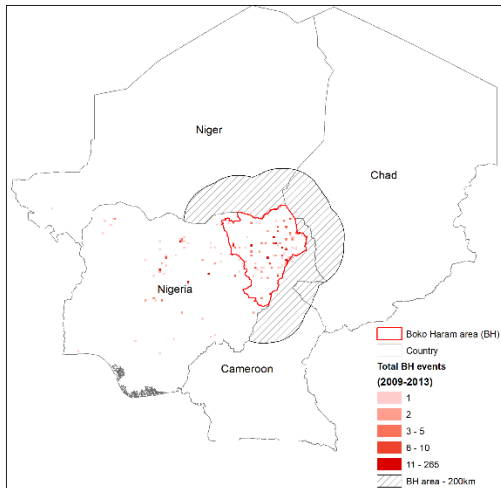 Niger
Chad
Nigeria
Cameroon
Boko Haram area (BH)
Country
Total BH events
(2009-2013)
1
2
3 - 5
6 - 10
11 - 265
BH area - 200km